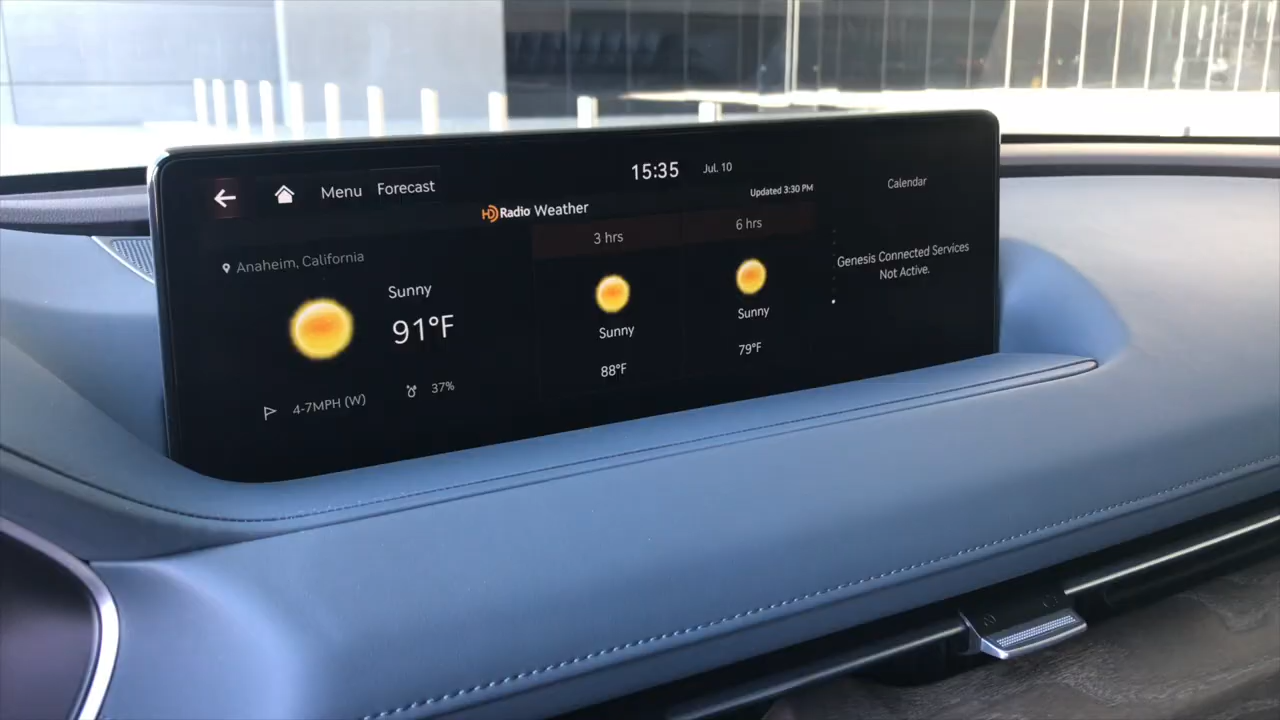 15:35 Jul. 10
Menu Forecast
HD Radio Weather
Updated 3:30 PM
Anaheim, California
Sunny
91°F
4-7MPH (W)
37%
3 hrs
Sunny
88°F
6 hrs
Sunny
79°F
Calendar
Genesis Connected Services
Not Active.